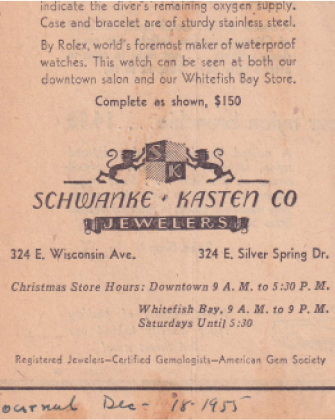 indicate the diver's remaining oxygen supply.
Case and bracelet are of sturdy stainless steel.
By Rolex, world's foremost maker of waterproof
watches. This watch can be seen at both our
downtown salon and our Whitefish Bay Store.
Complete as shown, $150
S
K
SCHWANKE • KASTEN CO
JEWELERS
324 E. Wisconsin Ave. 324 E. Silver Spring Dr.
Christmas Store Hours: Downtown 9 A. M. to 5:30 P. M.
Whitefish Bay, 9 A. M. to 9 P. M.
Saturdays Until 5:30
Registered Jewelers—Certified Gemologists—American Gem Society
ournal Dec - 18-1955